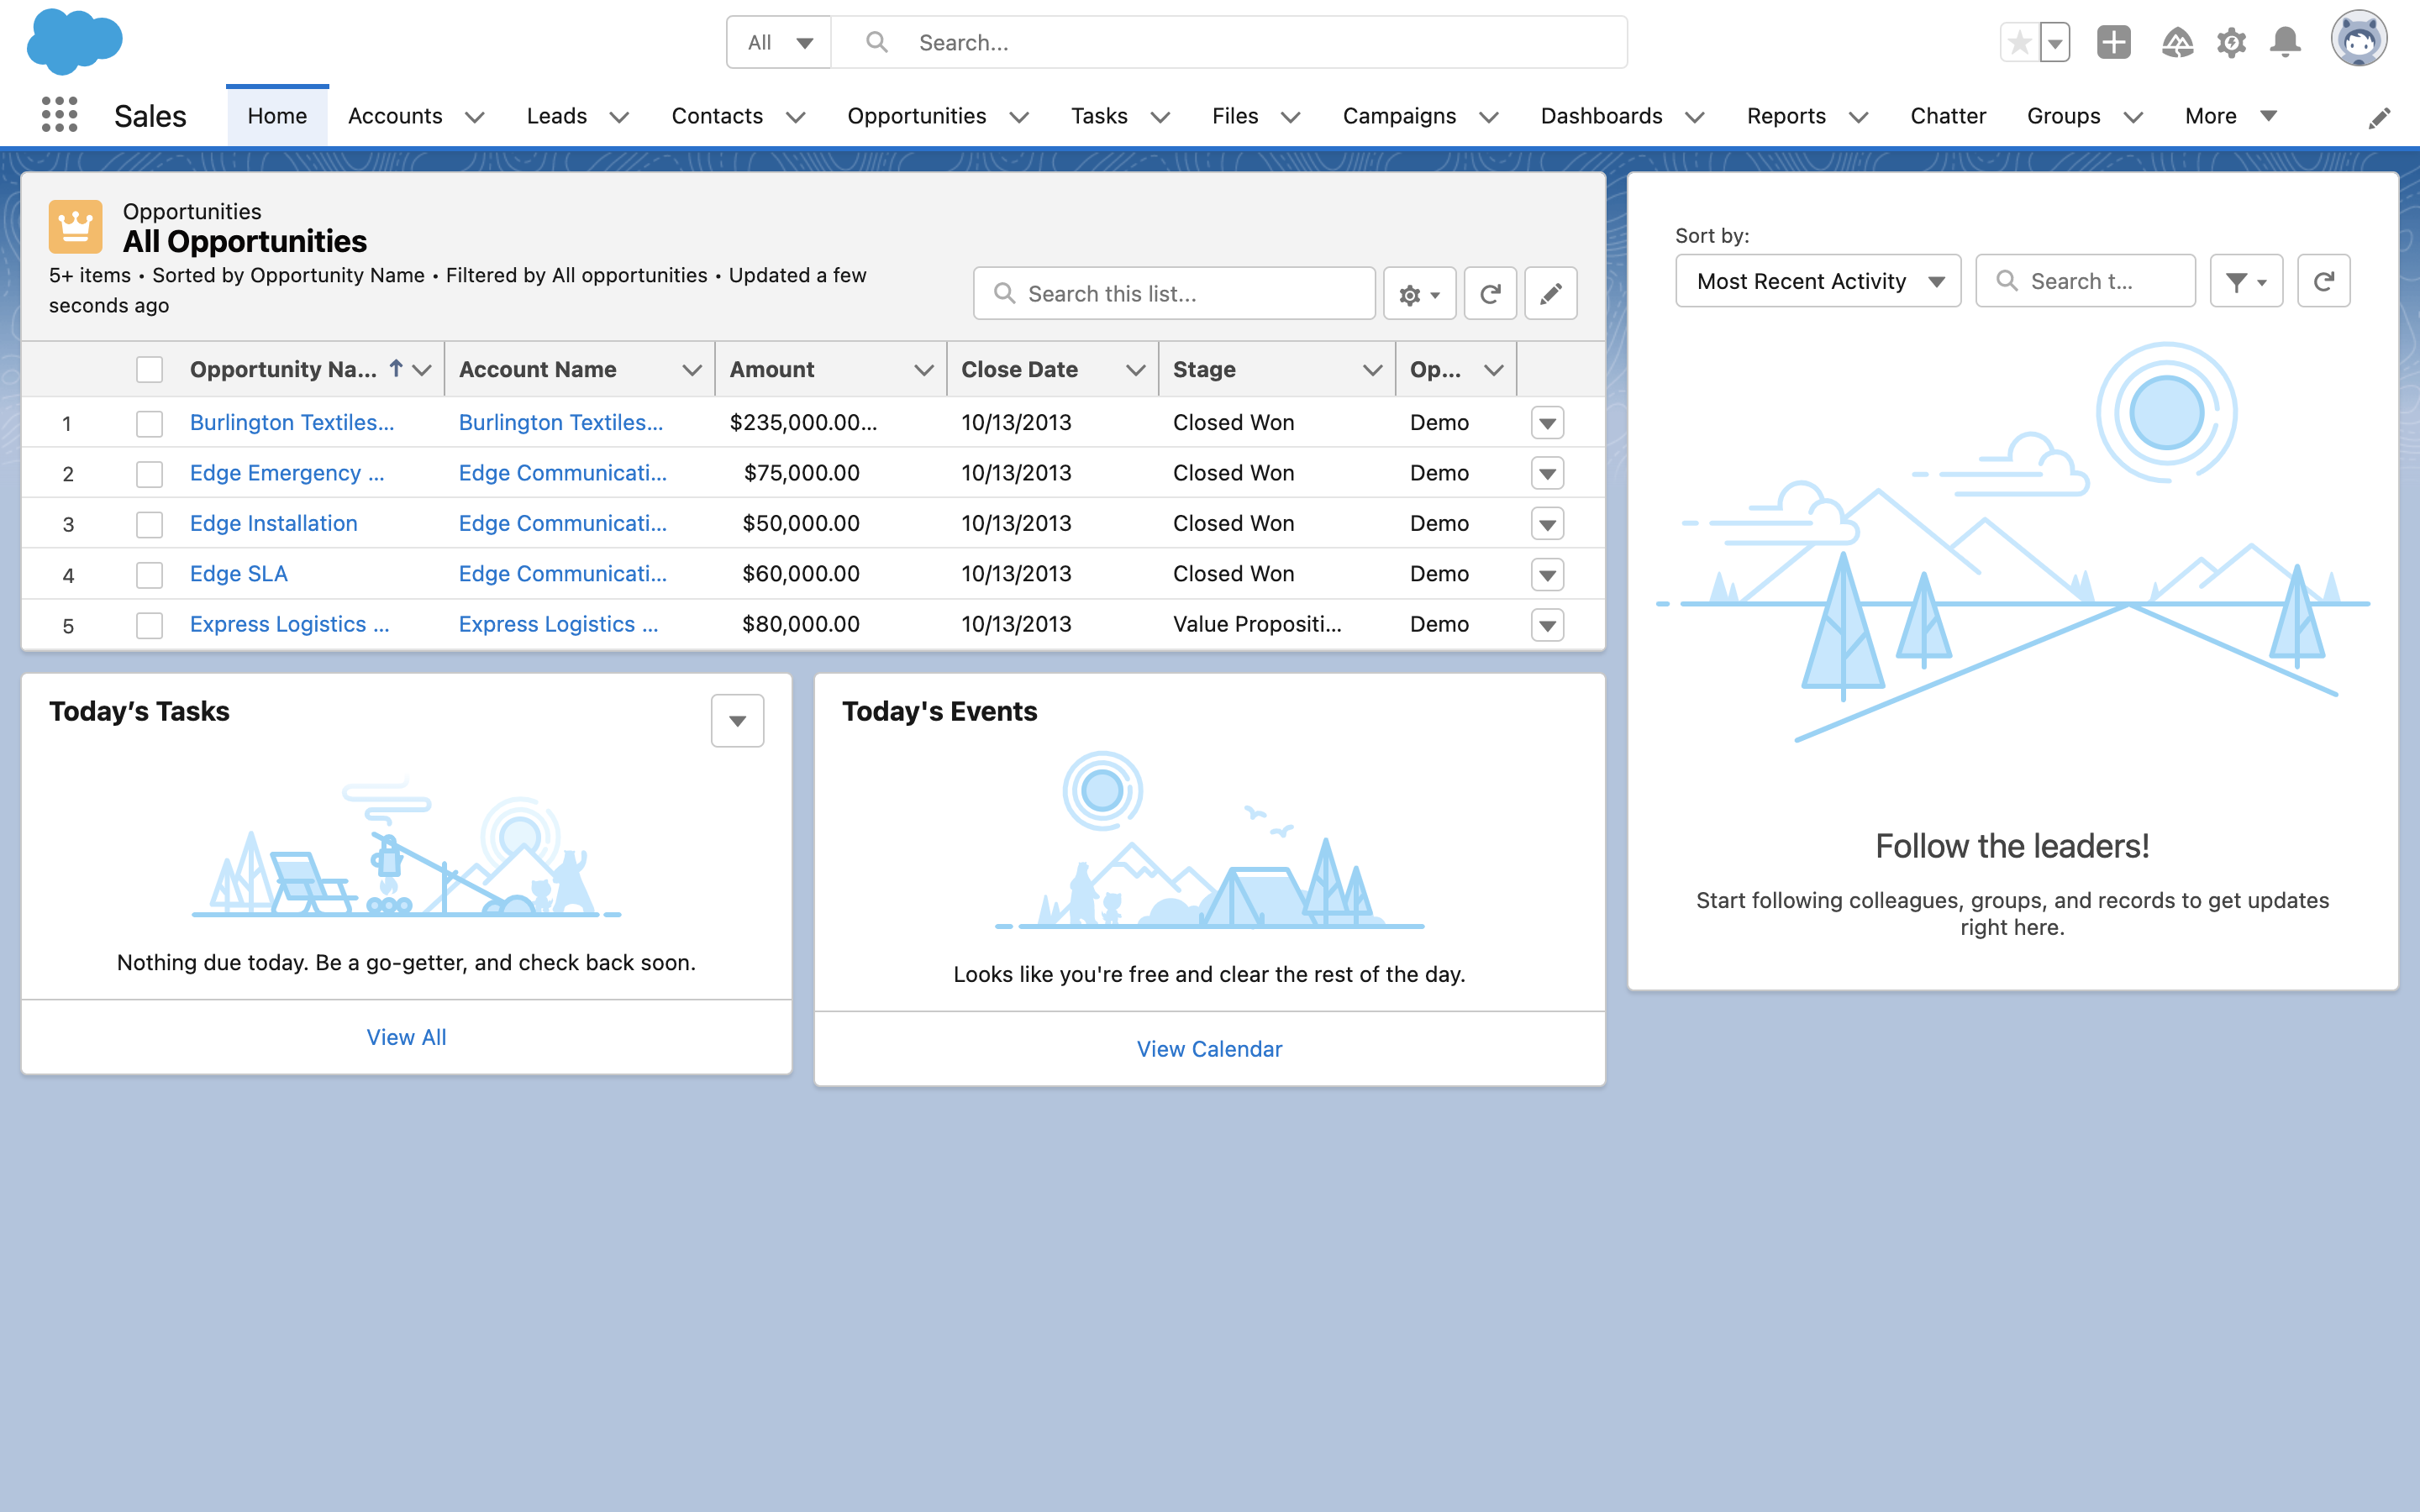 All
Search...
Sales
Home
Accounts
Leads
Contacts
Opportunities
Tasks
Files
Campaigns
Dashboards
Reports
Chatter
Groups
More
Opportunities
All Opportunities
5+ items • Sorted by Opportunity Name • Filtered by All opportunities • Updated a few
seconds ago
Search this list...
Opportunity Na... Account Name Amount Close Date Stage Op...
1 Burlington Textiles... Burlington Textiles... $235,000.00... 10/13/2013 Closed Won Demo
2 Edge Emergency ... Edge Communicati... $75,000.00 10/13/2013 Closed Won Demo
3 Edge Installation Edge Communicati... $50,000.00 10/13/2013 Closed Won Demo
4 Edge SLA Edge Communicati... $60,000.00 10/13/2013 Closed Won Demo
5 Express Logistics ... Express Logistics ... $80,000.00 10/13/2013 Value Propositi... Demo
Today’s Tasks
Nothing due today. Be a go-getter, and check back soon.
View All
Today's Events
Looks like you're free and clear the rest of the day.
View Calendar
Sort by:
Most Recent Activity
Search t...
Follow the leaders!
Start following colleagues, groups, and records to get updates
right here.